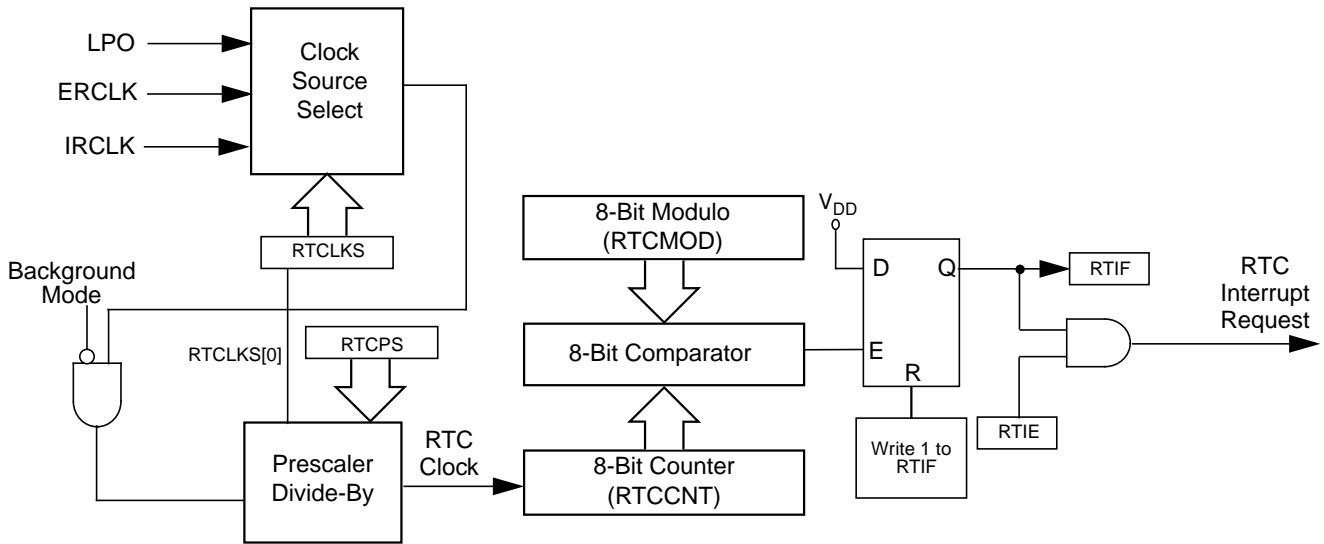 LPO
ERCLK
IRCLK
Clock
Source
Select
RTCLKS
Background
Mode
RTCLKS[0]
RTCPS
Prescaler
Divide-By
RTC
Clock
8-Bit Modulo
(RTCMOD)
8-Bit Comparator
8-Bit Counter
(RTCCNT)
VDD
D
Q
E
R
Write 1 to
RTIF
RTIF
RTIE
RTC
Interrupt
Request